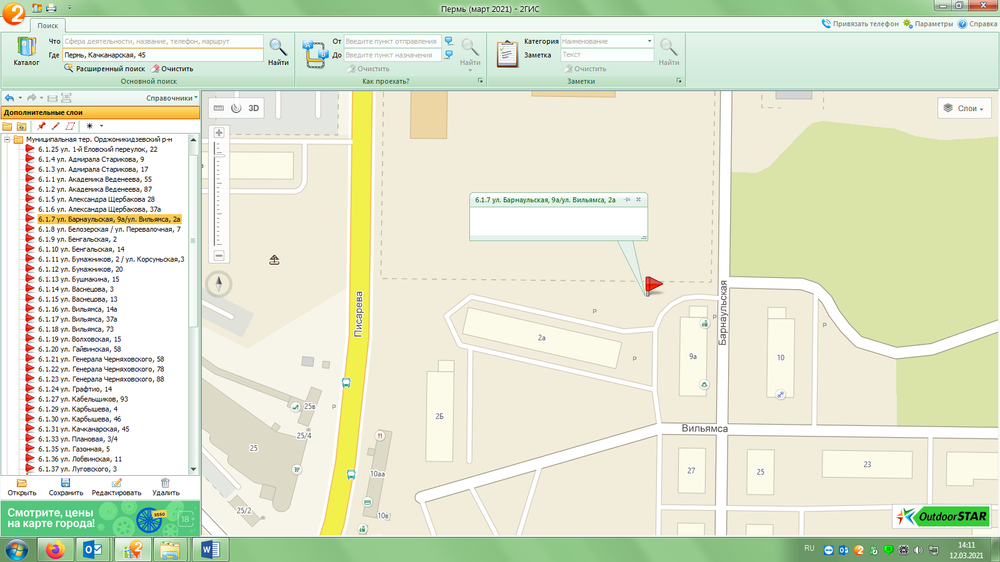 Пермь (март 2021) - 2ГИС
Поиск
Привязать телефон
Параметры
Справка
Каталог
Что
Сфера деятельности, название, телефон, маршрут
Где
Пермь, Качканарская, 45
Расширенный поиск
Очистить
Найти
Основной поиск
От
Введите пункт отправления
До
Введите пункт назначения
Очистить
Найти
Как проехать?
Категория
Наименование
Заметка
Текст
Очистить
Найти
Заметки
Справочники
Дополнительные слои
Муниципальная тер. Орджоникидзевский р-н
6.1.25 ул. 1-й Еловский переулок, 22
6.1.4 ул. Адмирала Старикова, 9
6.1.3 ул. Адмирала Старикова, 17
6.1.1 ул. Академика Веденеева, 55
6.1.2 ул. Академика Веденеева, 87
6.1.5 ул. Александра Щербакова 28
6.1.6 ул. Александра Щербакова, 37а
6.1.7 ул. Барнаульская, 9а/ул. Вильямса, 2а
6.1.8 ул. Белозерская / ул. Перевалочная, 7
6.1.9 ул. Бенгальская, 2
6.1.10 ул. Бенгальская, 14
6.1.11 ул. Бумажников, 2 / ул. Корсуньская,3
6.1.12 ул. Бумажников, 20
6.1.13 ул. Бушмакина, 15
6.1.14 ул. Васнецова, 3
6.1.15 ул. Васнецова, 13
6.1.16 ул. Вильямса, 14а
6.1.17 ул. Вильямса, 37а
6.1.18 ул. Вильямса, 73
6.1.19 ул. Волховская, 15
6.1.20 ул. Гайвинская, 58
6.1.21 ул. Генерала Черняховского, 58
6.1.22 ул. Генерала Черняховского, 78
6.1.23 ул. Генерала Черняховского, 88
6.1.24 ул. Графтио, 14
6.1.27 ул. Кабельщиков, 93
6.1.29 ул. Карбышева, 4
6.1.30 ул. Карбышева, 46
6.1.31 ул. Качканарская, 45
6.1.33 ул. Плановая, 3/4
6.1.35 ул. Газонная, 5
6.1.36 ул. Лобвинская, 11
6.1.37 ул. Луговского, 3
Открыть
Сохранить
Редактировать
Удалить
Смотрите, цены
на карте города!
3550
18+
3D
Слои
6.1.7 ул. Барнаульская, 9а/ул. Вильямса, 2а
Писарева
Барнаульская
Вильямса
а
P
2а
P
P
9а
10
P
2Б
25в
P
25/4
25
10аа
10в
25/2
27
25
23
OutdoorSTAR
RU
14:11
12.03.2021